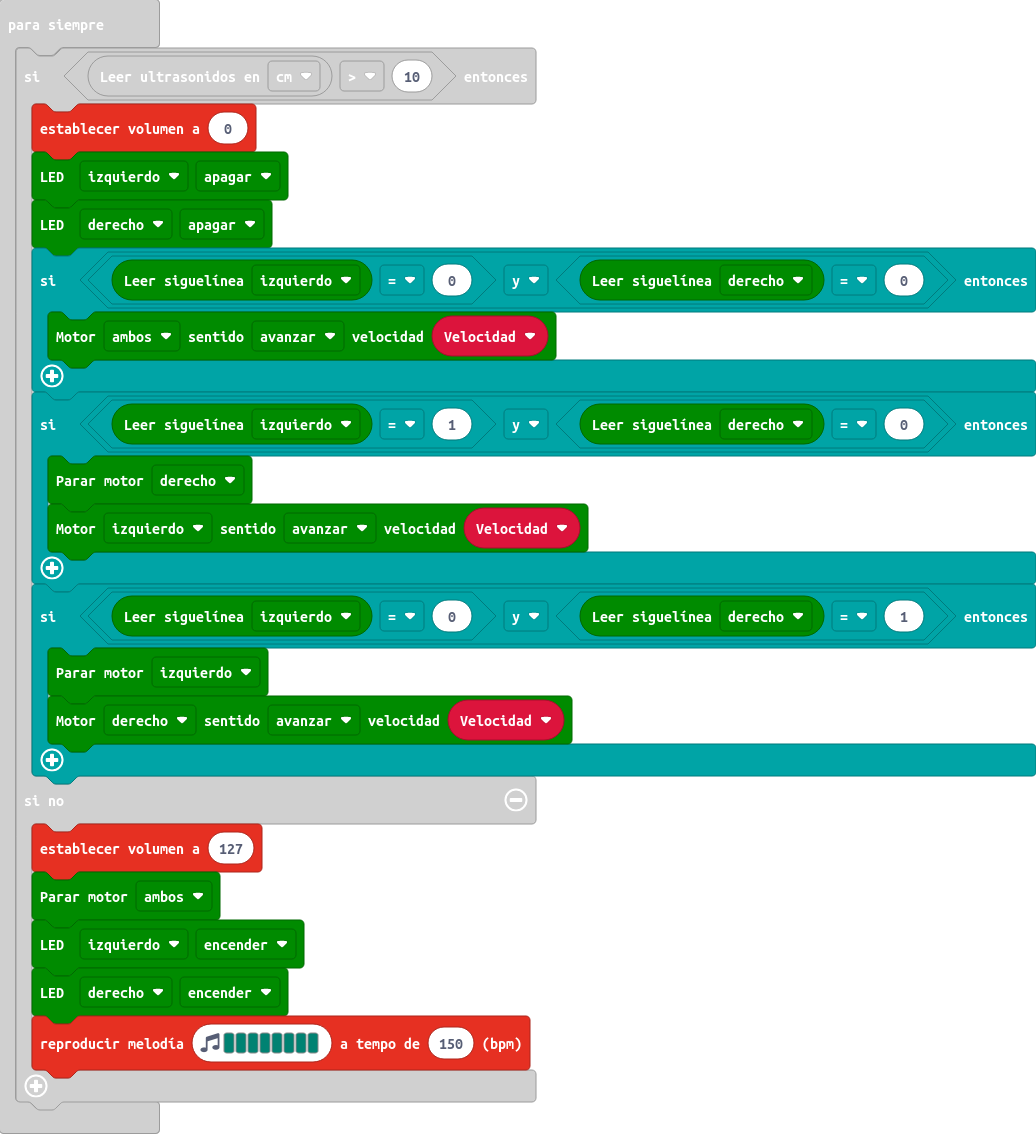 para siempre
si Leer ultrasonidos en cm > 10 entonces
establecer volumen a 0
LED izquierdo apagar
LED derecho apagar
si Leer siguelínea izquierdo = 0 y Leer siguelínea derecho = 0 entonces
Motor ambos sentido avanzar velocidad Velocidad
si Leer siguelínea izquierdo = 1 y Leer siguelínea derecho = 0 entonces
Parar motor derecho
Motor izquierdo sentido avanzar velocidad Velocidad
si Leer siguelínea izquierdo = 0 y Leer siguelínea derecho = 1 entonces
Parar motor izquierdo
Motor derecho sentido avanzar velocidad Velocidad
si no
establecer volumen a 127
Parar motor ambos
LED izquierdo encender
LED derecho encender
reproducir melodía a tempo de 150 (bpm)